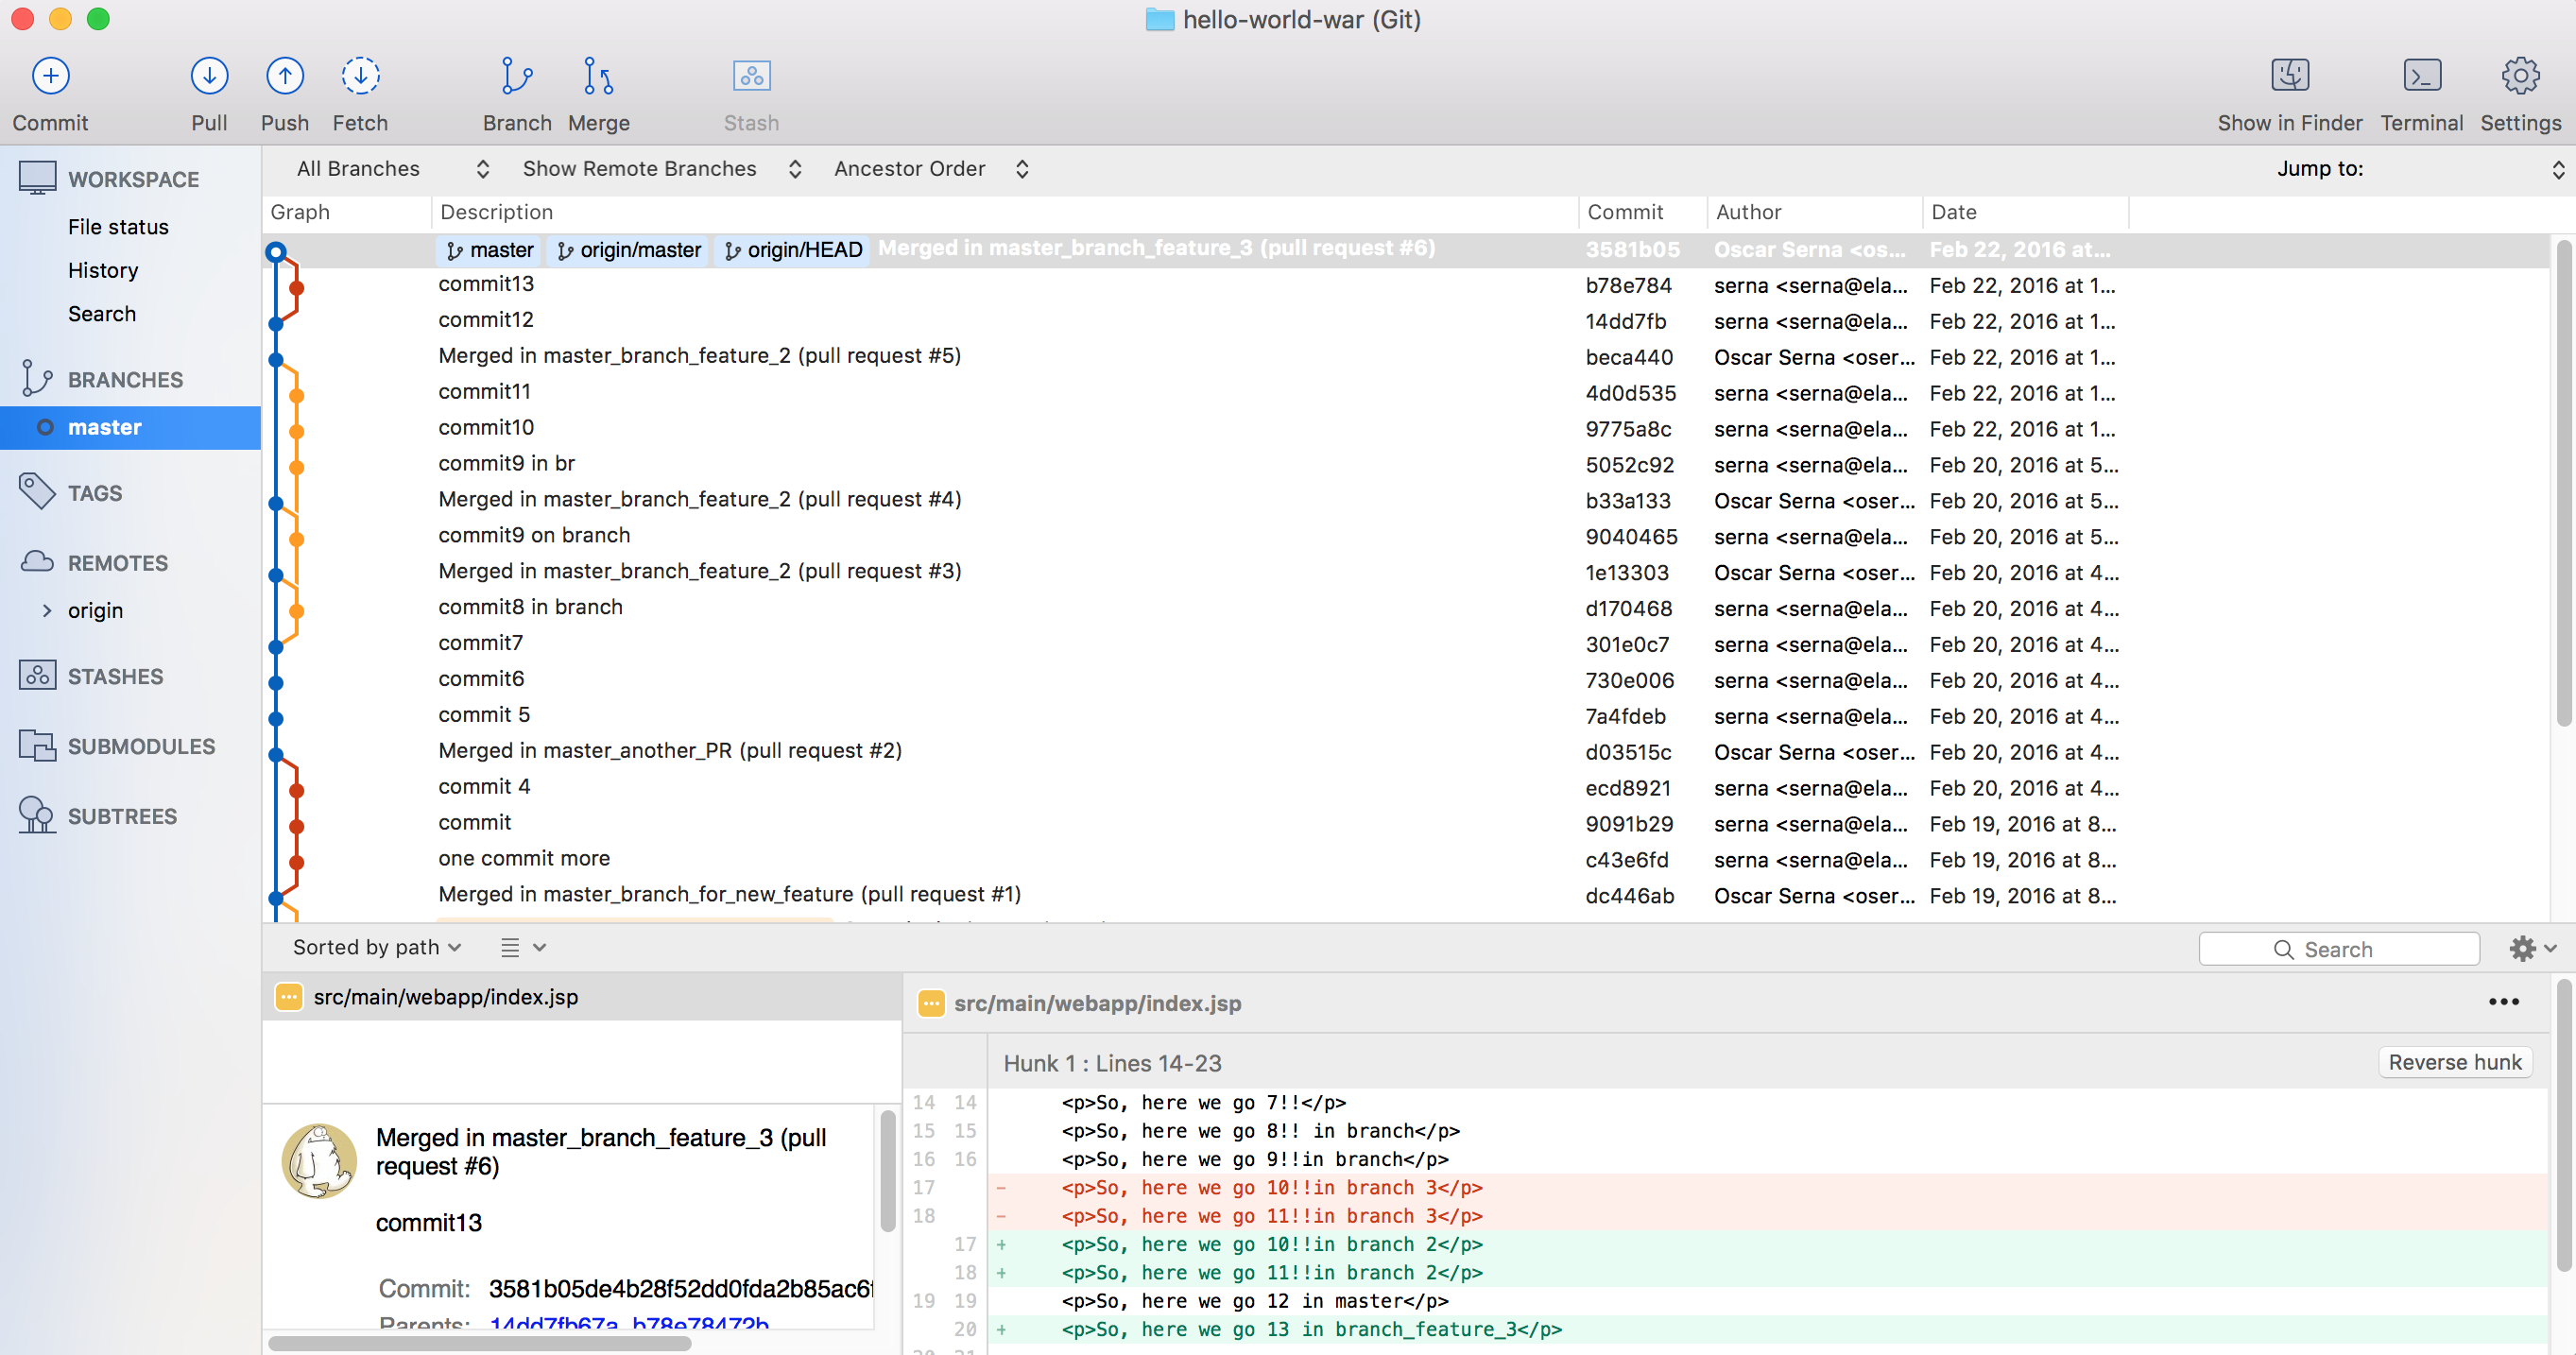 hello-world-war (Git)
Commit Pull Push Fetch Branch Merge Stash Show in Finder Terminal Settings
WORKSPACE
File status
History
Search
BRANCHES
master
TAGS
REMOTES
origin
STASHES
SUBMODULES
SUBTREES
All Branches Show Remote Branches Ancestor Order Jump to:
Graph Description Commit Author Date
master origin/master origin/HEAD Merged in master_branch_feature_3 (pull request #6) 3581b05 Oscar Serna <os... Feb 22, 2016 at...
commit13 b78e784 serna <serna@ela... Feb 22, 2016 at 1...
commit12 14dd7fb serna <serna@ela... Feb 22, 2016 at 1...
Merged in master_branch_feature_2 (pull request #5) beca440 Oscar Serna <oser... Feb 22, 2016 at 1...
commit11 4d0d535 serna <serna@ela... Feb 22, 2016 at 1...
commit10 9775a8c serna <serna@ela... Feb 22, 2016 at 1...
commit9 in br 5052c92 serna <serna@ela... Feb 20, 2016 at 5...
Merged in master_branch_feature_2 (pull request #4) b33a133 Oscar Serna <oser... Feb 20, 2016 at 5...
commit9 on branch 9040465 serna <serna@ela... Feb 20, 2016 at 5...
Merged in master_branch_feature_2 (pull request #3) 1e13303 Oscar Serna <oser... Feb 20, 2016 at 4...
commit8 in branch d170468 serna <serna@ela... Feb 20, 2016 at 4...
commit7 301e0c7 serna <serna@ela... Feb 20, 2016 at 4...
commit6 730e006 serna <serna@ela... Feb 20, 2016 at 4...
commit 5 7a4fdeb serna <serna@ela... Feb 20, 2016 at 4...
Merged in master_another_PR (pull request #2) d03515c Oscar Serna <oser... Feb 20, 2016 at 4...
commit 4 ecd8921 serna <serna@ela... Feb 20, 2016 at 4...
commit 9091b29 serna <serna@ela... Feb 19, 2016 at 8...
one commit more c43e6fd serna <serna@ela... Feb 19, 2016 at 8...
Merged in master_branch_for_new_feature (pull request #1) dc446ab Oscar Serna <oser... Feb 19, 2016 at 8...
Sorted by path Search
src/main/webapp/index.jsp
Merged in master_branch_feature_3 (pull
request #6)
commit13
Commit: 3581b05de4b28f52dd0fda2b85ac6f
Parents: 14dd7fb67a, b78e78472b
src/main/webapp/index.jsp
Hunk 1 : Lines 14-23 Reverse hunk
14 14 <p>So, here we go 7!!</p>
15 15 <p>So, here we go 8!! in branch</p>
16 16 <p>So, here we go 9!!in branch</p>
17 - <p>So, here we go 10!!in branch 3</p>
18 - <p>So, here we go 11!!in branch 3</p>
17 + <p>So, here we go 10!!in branch 2</p>
18 + <p>So, here we go 11!!in branch 2</p>
19 19 <p>So, here we go 12 in master</p>
20 + <p>So, here we go 13 in branch_feature_3</p>
20 21